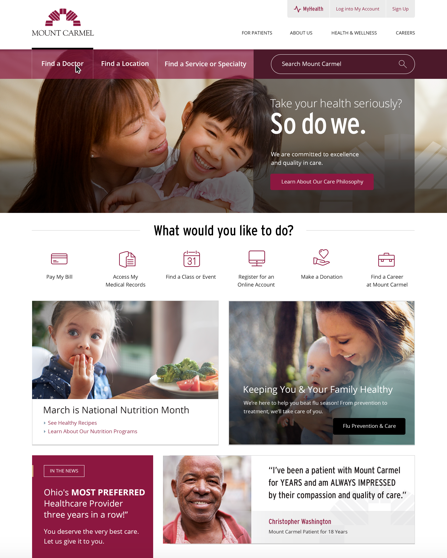 MyHealth
Log into My Account
Sign Up
MOUNT CARMEL
FOR PATIENTS
ABOUT US
HEALTH & WELLNESS
CAREERS
Find a Doctor
Find a Location
Find a Service or Specialty
Search Mount Carmel
Take your health seriously?
So do we.
We are committed to excellence
and quality in care.
Learn About Our Care Philosophy
What would you like to do?
Pay My Bill
Access My
Medical Records
31
Find a Class or Event
Register for an
Online Account
Make a Donation
Find a Career
at Mount Carmel
March is National Nutrition Month
› See Healthy Recipes
› Learn About Our Nutrition Programs
Keeping You & Your Family Healthy
We're here to help you beat flu season! From prevention to
treatment, we'll take care of you.
Flu Prevention & Care
IN THE NEWS
Ohio's MOST PREFERRED
Healthcare Provider
three years in a now!"
You deserve the very best care.
Let us give it to you.
"I've been a patient with Mount Carmel
for YEARS and am ALWAYS IMPRESSED
by their compassion and quality of care."
Christopher Washington
Mount Carmel Patient for 18 Years